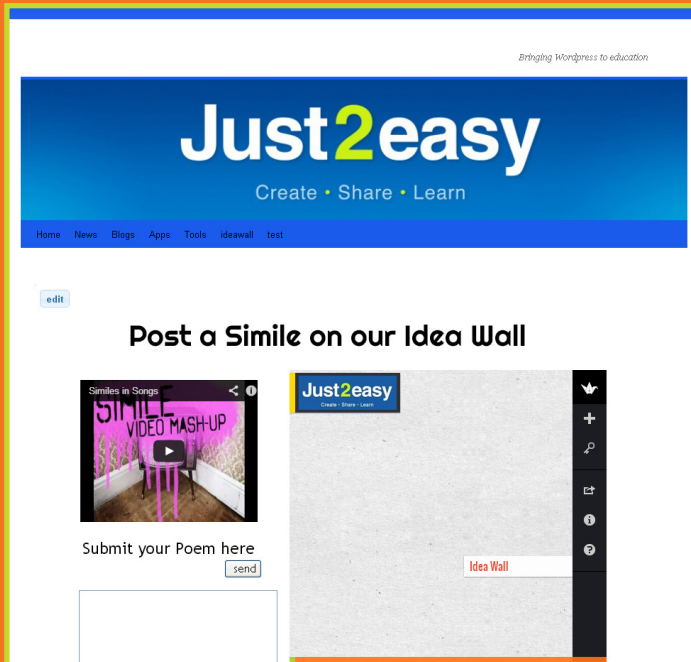 Bringing Wordpress to education
Just2easy
Create • Share • Learn
Home News Blogs Apps Tools ideawall test
edit
Post a Simile on our Idea Wall
Similes in Songs
SIMILE
VIDEO MASH-UP
Submit your Poem here
send
Just2easy
Create • Share • Learn
Idea Wall